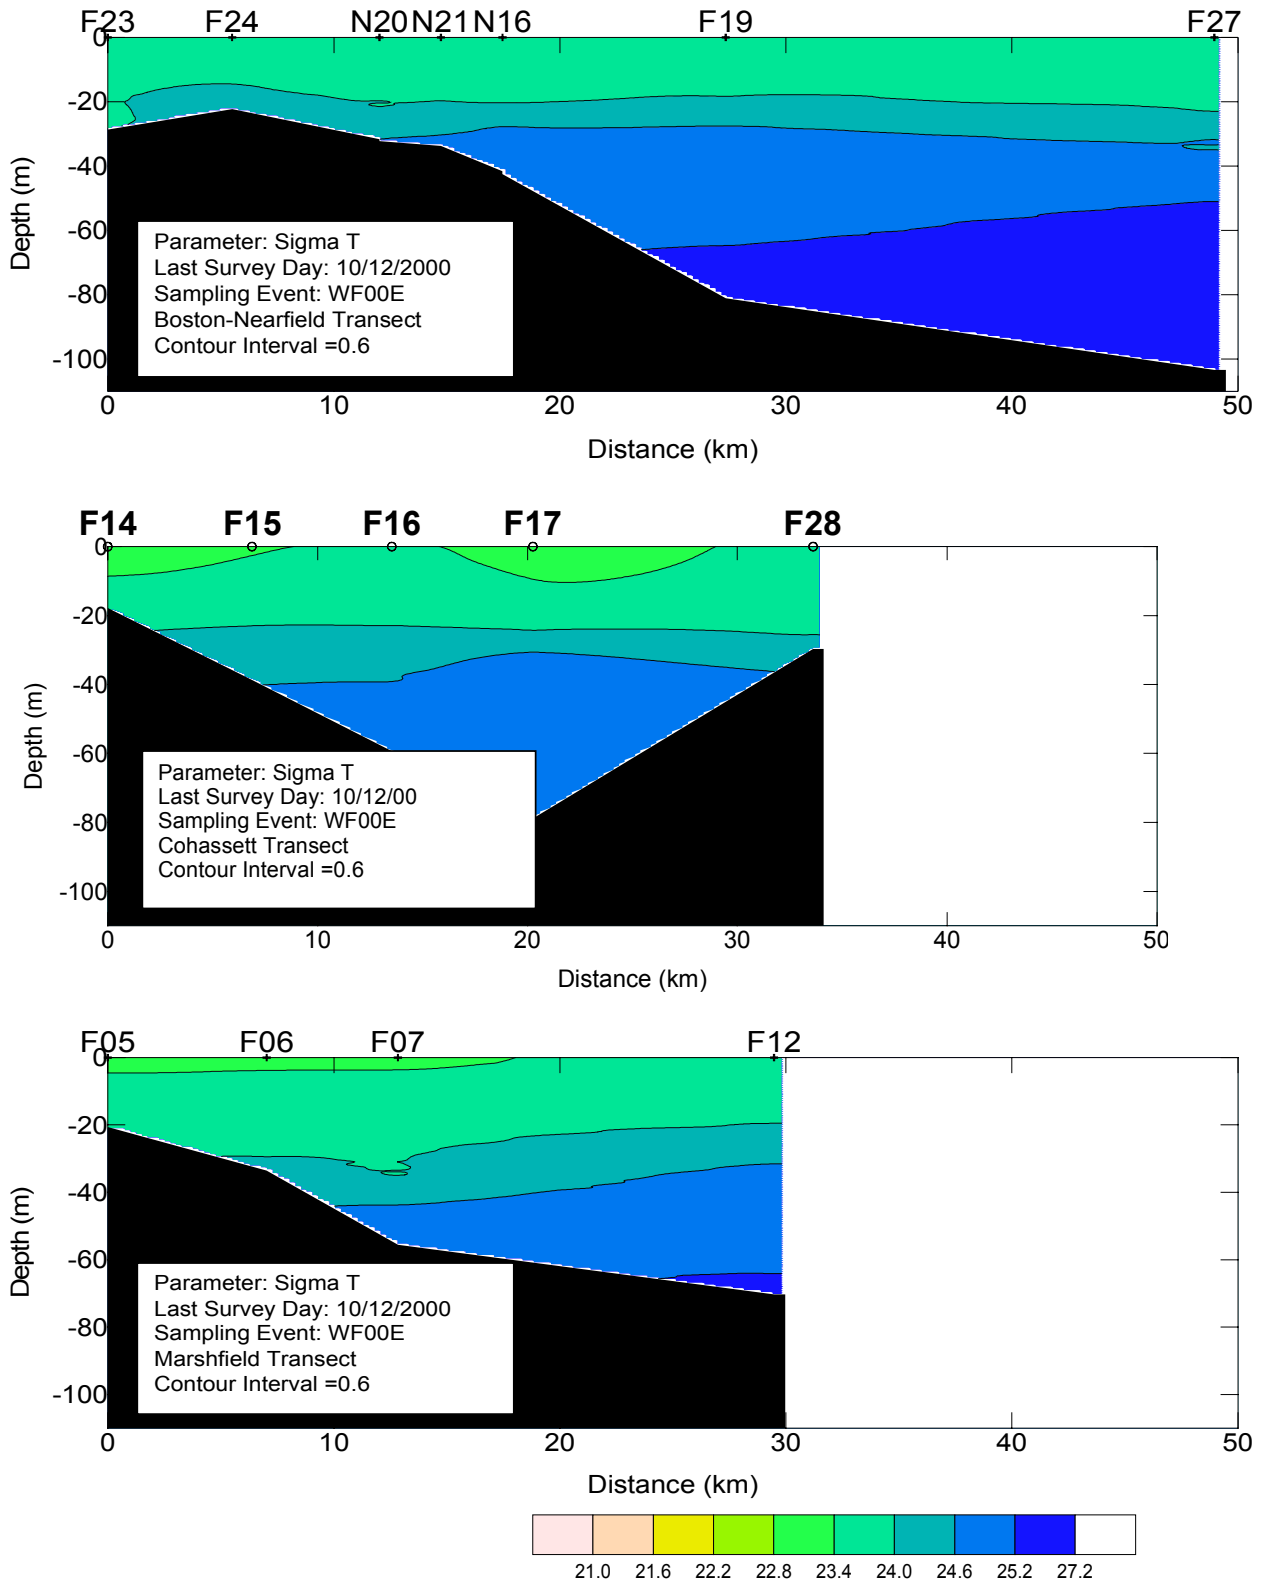 F23 F24 N20 N21 N16 F19 F27
0
-20
-40
-60
-80
-100
Depth (m)
Parameter: Sigma T
Last Survey Day: 10/12/2000
Sampling Event: WF00E
Boston-Nearfield Transect
Contour Interval =0.6
0 10 20 30 40 50
Distance (km)
F14 F15 F16 F17 F28
0
-20
-40
-60
-80
-100
Depth (m)
Parameter: Sigma T
Last Survey Day: 10/12/00
Sampling Event: WF00E
Cohassett Transect
Contour Interval =0.6
0 10 20 30 40 50
Distance (km)
F05 F06 F07 F12
0
-20
-40
-60
-80
-100
Depth (m)
Parameter: Sigma T
Last Survey Day: 10/12/2000
Sampling Event: WF00E
Marshfield Transect
Contour Interval =0.6
0 10 20 30 40 50
Distance (km)
21.0 21.6 22.2 22.8 23.4 24.0 24.6 25.2 27.2